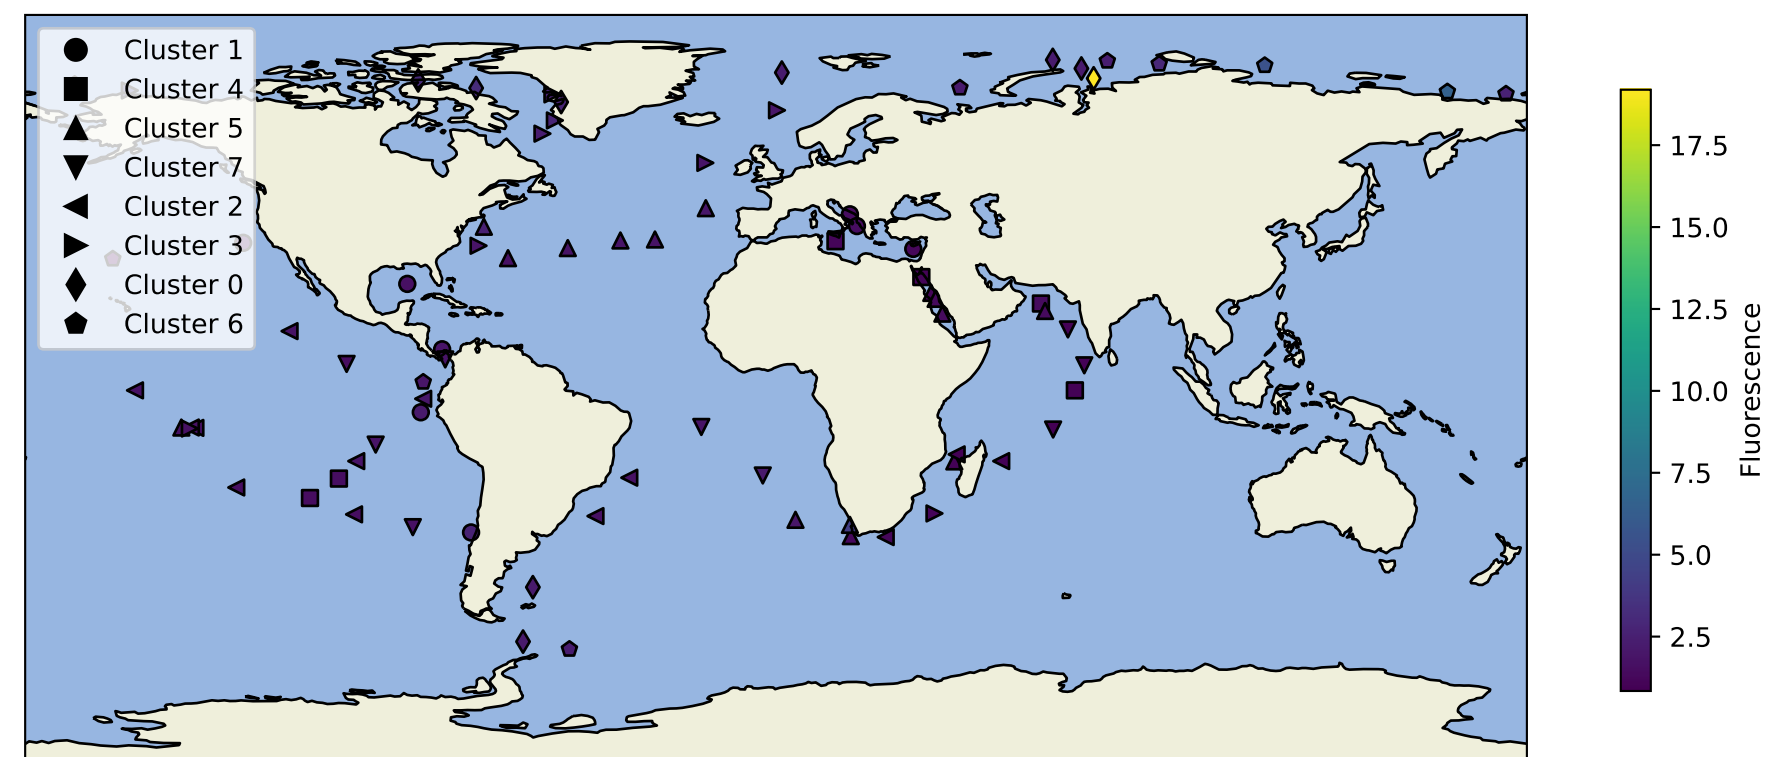 Cluster 1
Cluster 4
Cluster 5
Cluster 7
Cluster 2
Cluster 3
Cluster 0
Cluster 6
17.5
15.0
12.5
10.0
7.5
5.0
2.5
Fluorescence